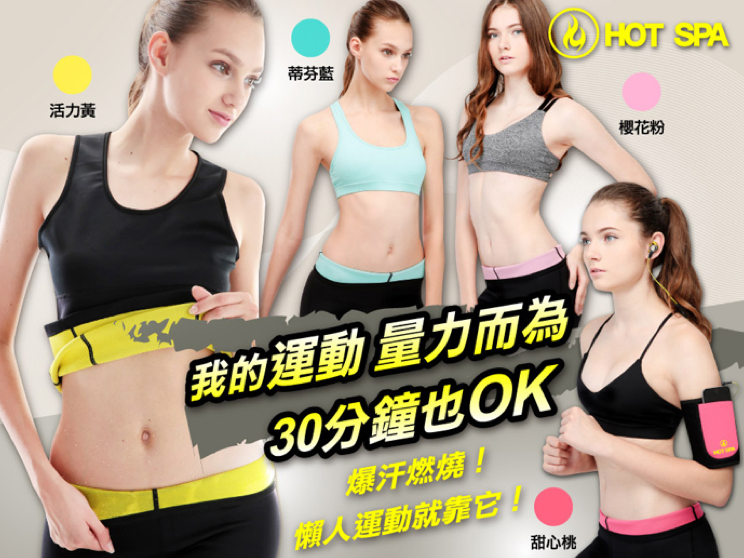 HOT SPA
蒂芬藍
活力黃
櫻花粉
我的運動 量力而為
30分鐘也OK
爆汗燃燒！
懶人運動就靠它！
HOT SPA
甜心桃